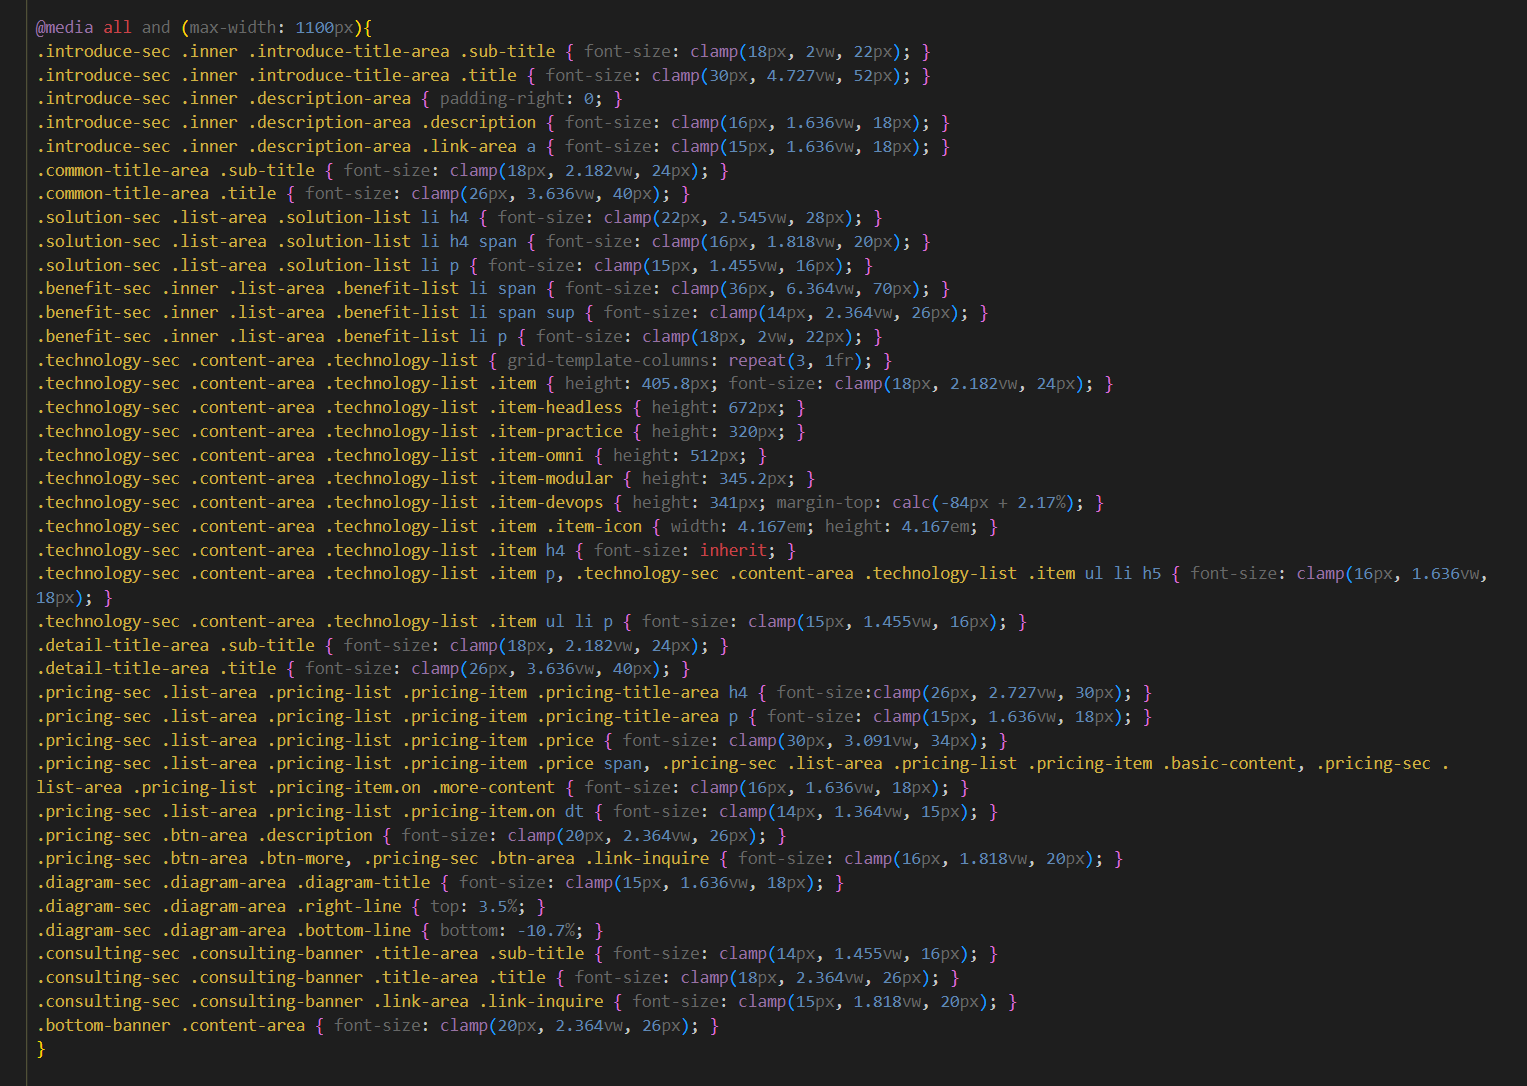 @media all and (max-width: 1100px){
.introduce-sec .inner .introduce-title-area .sub-title { font-size: clamp(18px, 2vw, 22px); }
.introduce-sec .inner .introduce-title-area .title { font-size: clamp(30px, 4.727vw, 52px); }
.introduce-sec .inner .description-area { padding-right: 0; }
.introduce-sec .inner .description-area .description { font-size: clamp(16px, 1.636vw, 18px); }
.introduce-sec .inner .description-area .link-area a { font-size: clamp(15px, 1.636vw, 18px); }
.common-title-area .sub-title { font-size: clamp(18px, 2.182vw, 24px); }
.common-title-area .title { font-size: clamp(26px, 3.636vw, 40px); }
.solution-sec .list-area .solution-list li h4 { font-size: clamp(22px, 2.545vw, 28px); }
.solution-sec .list-area .solution-list li h4 span { font-size: clamp(16px, 1.818vw, 20px); }
.solution-sec .list-area .solution-list li p { font-size: clamp(15px, 1.455vw, 16px); }
.benefit-sec .inner .list-area .benefit-list li span { font-size: clamp(36px, 6.364vw, 70px); }
.benefit-sec .inner .list-area .benefit-list li span sup { font-size: clamp(14px, 2.364vw, 26px); }
.benefit-sec .inner .list-area .benefit-list li p { font-size: clamp(18px, 2vw, 22px); }
.technology-sec .content-area .technology-list { grid-template-columns: repeat(3, 1fr); }
.technology-sec .content-area .technology-list .item { height: 405.8px; font-size: clamp(18px, 2.182vw, 24px); }
.technology-sec .content-area .technology-list .item-headless { height: 672px; }
.technology-sec .content-area .technology-list .item-practice { height: 320px; }
.technology-sec .content-area .technology-list .item-omni { height: 512px; }
.technology-sec .content-area .technology-list .item-modular { height: 345.2px; }
.technology-sec .content-area .technology-list .item-devops { height: 341px; margin-top: calc(-84px + 2.17%); }
.technology-sec .content-area .technology-list .item .item-icon { width: 4.167em; height: 4.167em; }
.technology-sec .content-area .technology-list .item h4 { font-size: inherit; }
.technology-sec .content-area .technology-list .item p, .technology-sec .content-area .technology-list .item ul li h5 { font-size: clamp(16px, 1.636vw,
18px); }
.technology-sec .content-area .technology-list .item ul li p { font-size: clamp(15px, 1.455vw, 16px); }
.detail-title-area .sub-title { font-size: clamp(18px, 2.182vw, 24px); }
.detail-title-area .title { font-size: clamp(26px, 3.636vw, 40px); }
.pricing-sec .list-area .pricing-list .pricing-item .pricing-title-area h4 { font-size:clamp(26px, 2.727vw, 30px); }
.pricing-sec .list-area .pricing-list .pricing-item .pricing-title-area p { font-size: clamp(15px, 1.636vw, 18px); }
.pricing-sec .list-area .pricing-list .pricing-item .price { font-size: clamp(30px, 3.091vw, 34px); }
.pricing-sec .list-area .pricing-list .pricing-item .price span, .pricing-sec .list-area .pricing-list .pricing-item .basic-content, .pricing-sec .
list-area .pricing-list .pricing-item.on .more-content { font-size: clamp(16px, 1.636vw, 18px); }
.pricing-sec .list-area .pricing-list .pricing-item.on dt { font-size: clamp(14px, 1.364vw, 15px); }
.pricing-sec .btn-area .description { font-size: clamp(20px, 2.364vw, 26px); }
.pricing-sec .btn-area .btn-more, .pricing-sec .btn-area .link-inquire { font-size: clamp(16px, 1.818vw, 20px); }
.diagram-sec .diagram-area .diagram-title { font-size: clamp(15px, 1.636vw, 18px); }
.diagram-sec .diagram-area .right-line { top: 3.5%; }
.diagram-sec .diagram-area .bottom-line { bottom: -10.7%; }
.consulting-sec .consulting-banner .title-area .sub-title { font-size: clamp(14px, 1.455vw, 16px); }
.consulting-sec .consulting-banner .title-area .title { font-size: clamp(18px, 2.364vw, 26px); }
.consulting-sec .consulting-banner .link-area .link-inquire { font-size: clamp(15px, 1.818vw, 20px); }
.bottom-banner .content-area { font-size: clamp(20px, 2.364vw, 26px); }
}